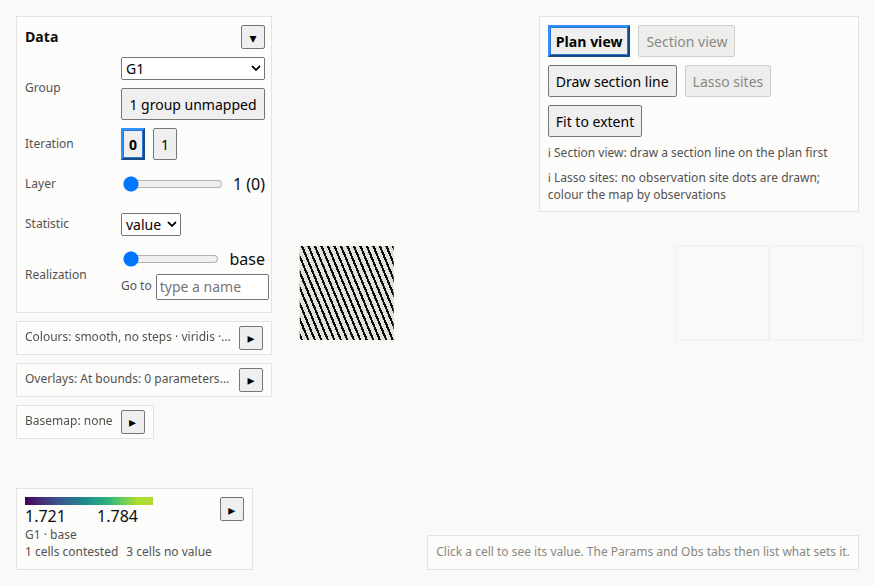 Data
▼
Group
G1
1 group unmapped
Iteration
0
1
Layer
1 (0)
Statistic
value
Realization
base
Go to
type a name
Colours: smooth, no steps · viridis ·...
►
Overlays: At bounds: 0 parameters...
►
Basemap: none
►
1.721 1.784
►
G1 · base
1 cells contested 3 cells no value
Plan view
Section view
Draw section line
Lasso sites
Fit to extent
i Section view: draw a section line on the plan first
i Lasso sites: no observation site dots are drawn;
colour the map by observations
Click a cell to see its value. The Params and Obs tabs then list what sets it.